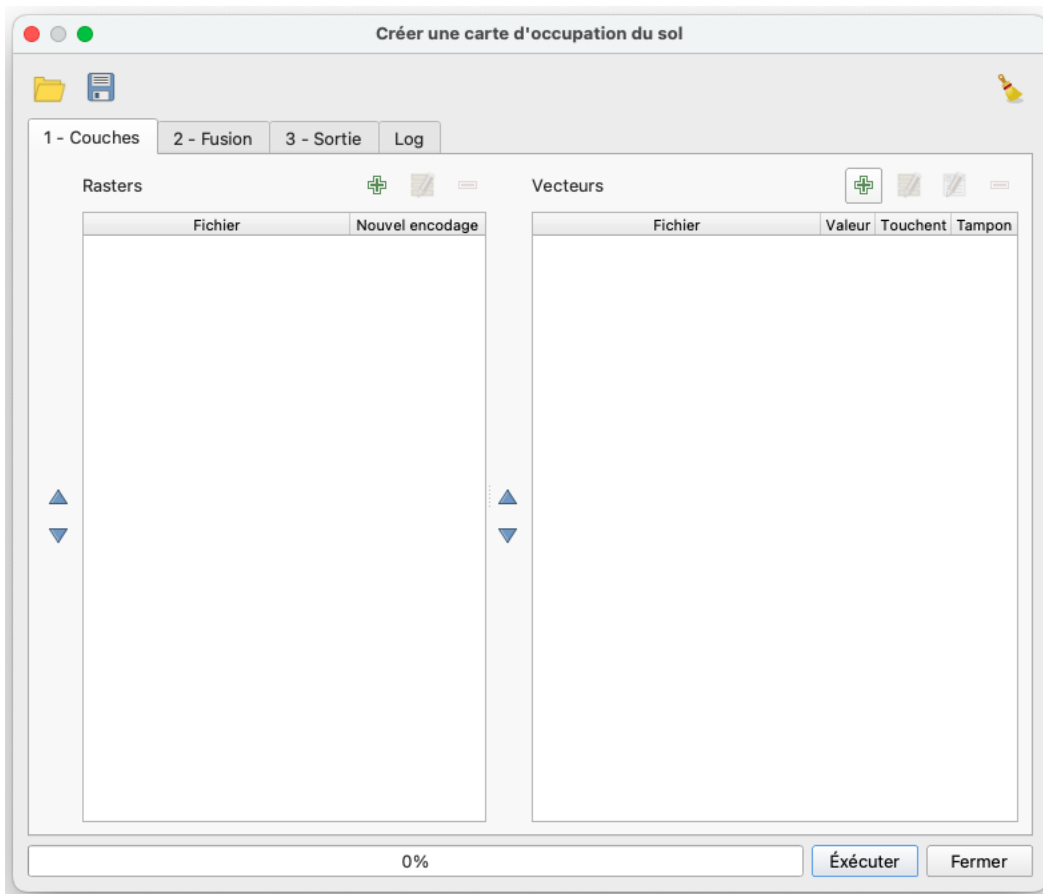 Créer une carte d'occupation du sol
1 - Couches 2 - Fusion 3 - Sortie Log
Rasters Vecteurs
Fichier Nouvel encodage Fichier Valeur Touchent Tampon
0% Éxécuter Fermer